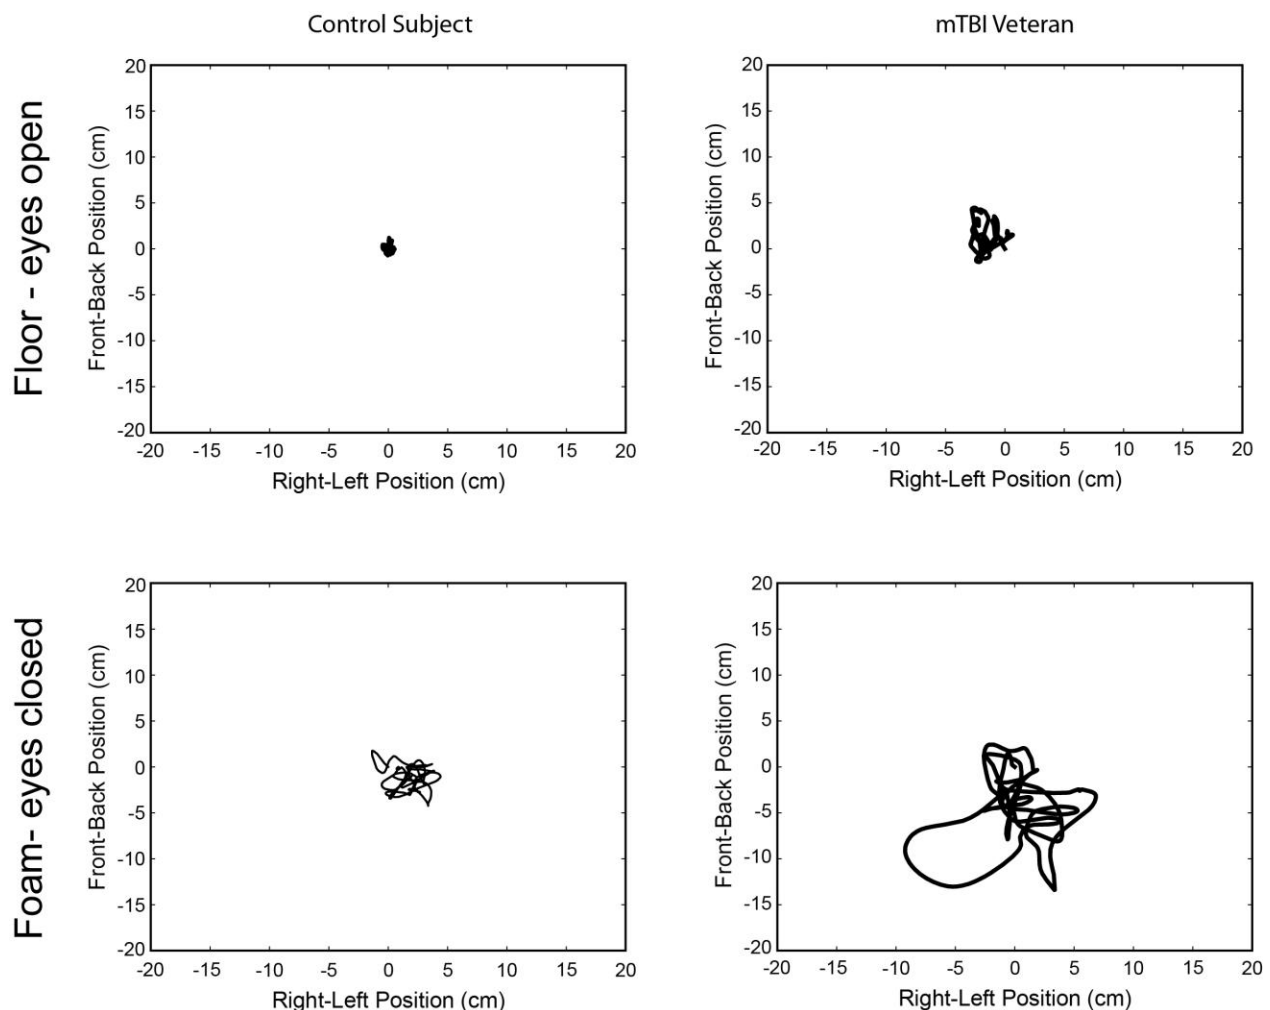 Control Subject
mTBI Veteran
Floor - eyes open
Front-Back Position (cm)
20
15
10
5
0
-5
-10
-15
-20
-20 -15 -10 -5 0 5 10 15 20
Right-Left Position (cm)
Front-Back Position (cm)
20
15
10
5
0
-5
-10
-15
-20
-20 -15 -10 -5 0 5 10 15 20
Right-Left Position (cm)
Foam- eyes closed
Front-Back Position (cm)
20
15
10
5
0
-5
-10
-15
-20
-20 -15 -10 -5 0 5 10 15 20
Right-Left Position (cm)
Front-Back Position (cm)
20
15
10
5
0
-5
-10
-15
-20
-20 -15 -10 -5 0 5 10 15 20
Right-Left Position (cm)